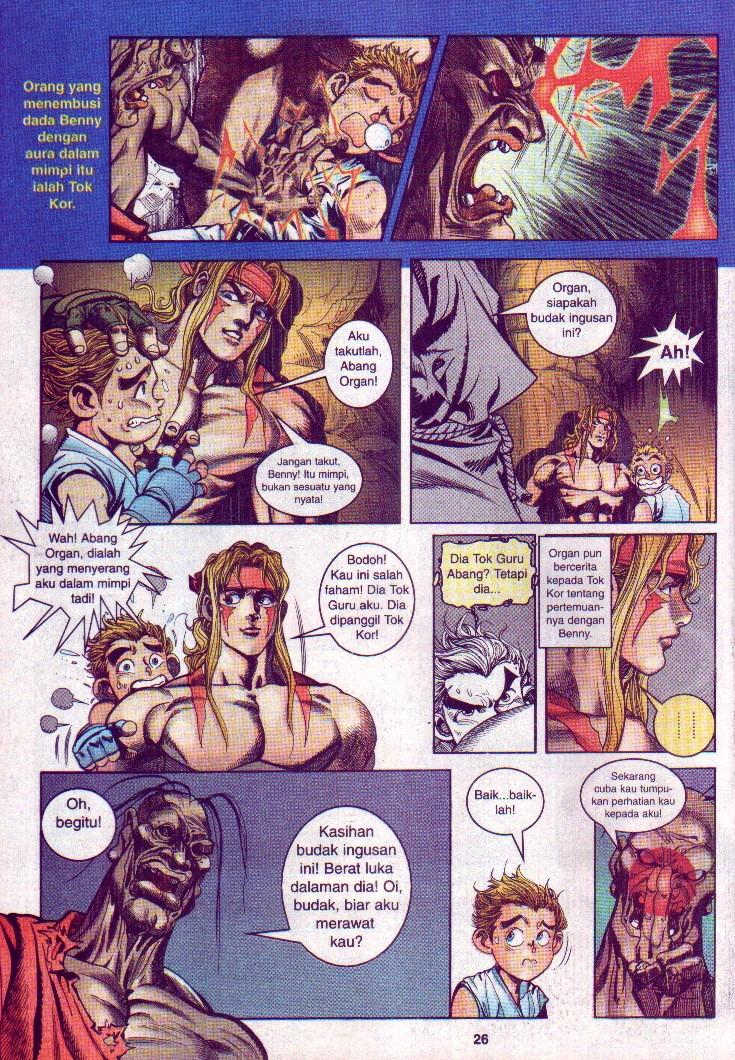 Orang yang
menembusi
dada Benny
dengan
aura dalam
mimpi itu
ialah Tok
Kor.
Aku
takutlah,
Abang
Organ!
Jangan takut,
Benny! Itu mimpi,
bukan sesuatu yang
nyata!
Organ,
siapakah
budak ingusan
ini?
Ah!
Wah! Abang
Organ, dialah
yang menyerang
aku dalam mimpi
tadi!
Bodoh!
Kau ini salah
faham! Dia Tok
Guru aku. Dia
dipanggil Tok
Kor!
Dia Tok Guru
Abang? Tetapi
dia...
Organ pun
bercerita
kepada Tok
Kor tentang
pertemuan-
nya dengan
Benny.
Oh,
begitu!
Kasihan
budak ingusan
ini! Berat luka
dalaman dia! Oi,
budak, biar aku
merawat
kau?
Baik...baik-
lah!
Sekarang
cuba kau tumpu-
kan perhatian kau
kepada aku!
26